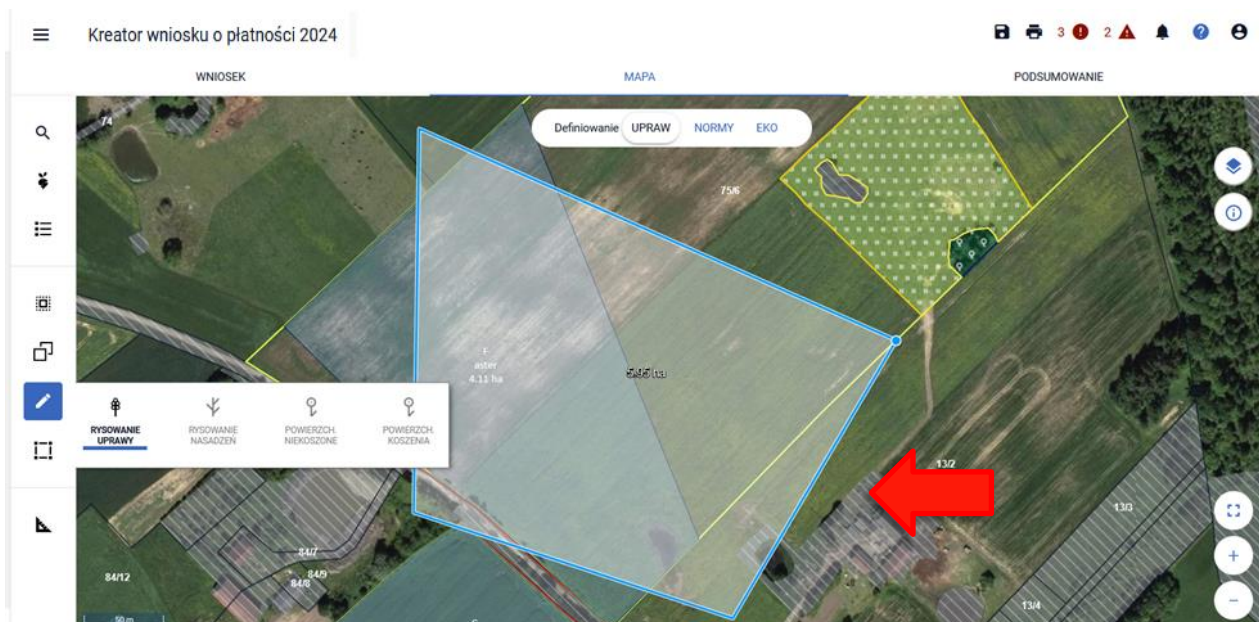 Kreator wniosku o płatności 2024
3
2
WNIOSEK
MAPA
PODSUMOWANIE
74
Definiowanie UPRAW NORMY EKO
75/6
F
aster
4.11 ha
5.95 ha
RYSOWANIE
UPRAWY
RYSOWANIE
NASADZEŃ
POWIERZCH.
NIEKOSZONE
POWIERZCH.
KOSZENIA
13/2
13/3
84/7
84/12
84/8
84/9
13/4
50 m